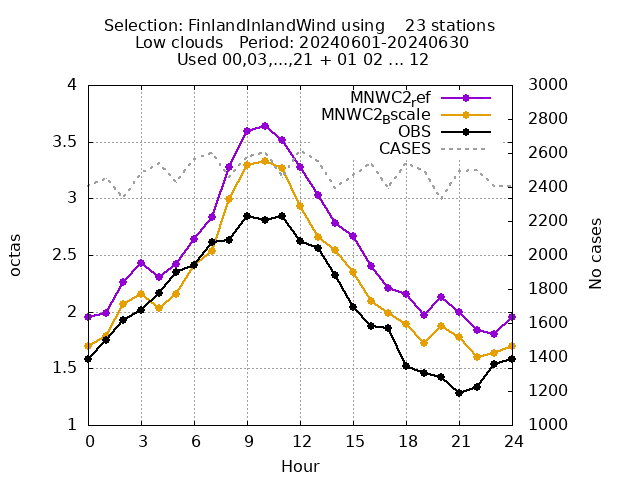 Selection: FinlandInlandWind using    23 stations
Low clouds   Period: 20240601-20240630
Used 00,03,...,21 + 01 02 ... 12
4
3.5
3
2.5
2
1.5
1
octas
3000
2800
2600
2400
2200
2000
1800
1600
1400
1200
1000
No cases
MNWC2ref
MNWC2Bscale
OBS
CASES
0 3 6 9 12 15 18 21 24
Hour